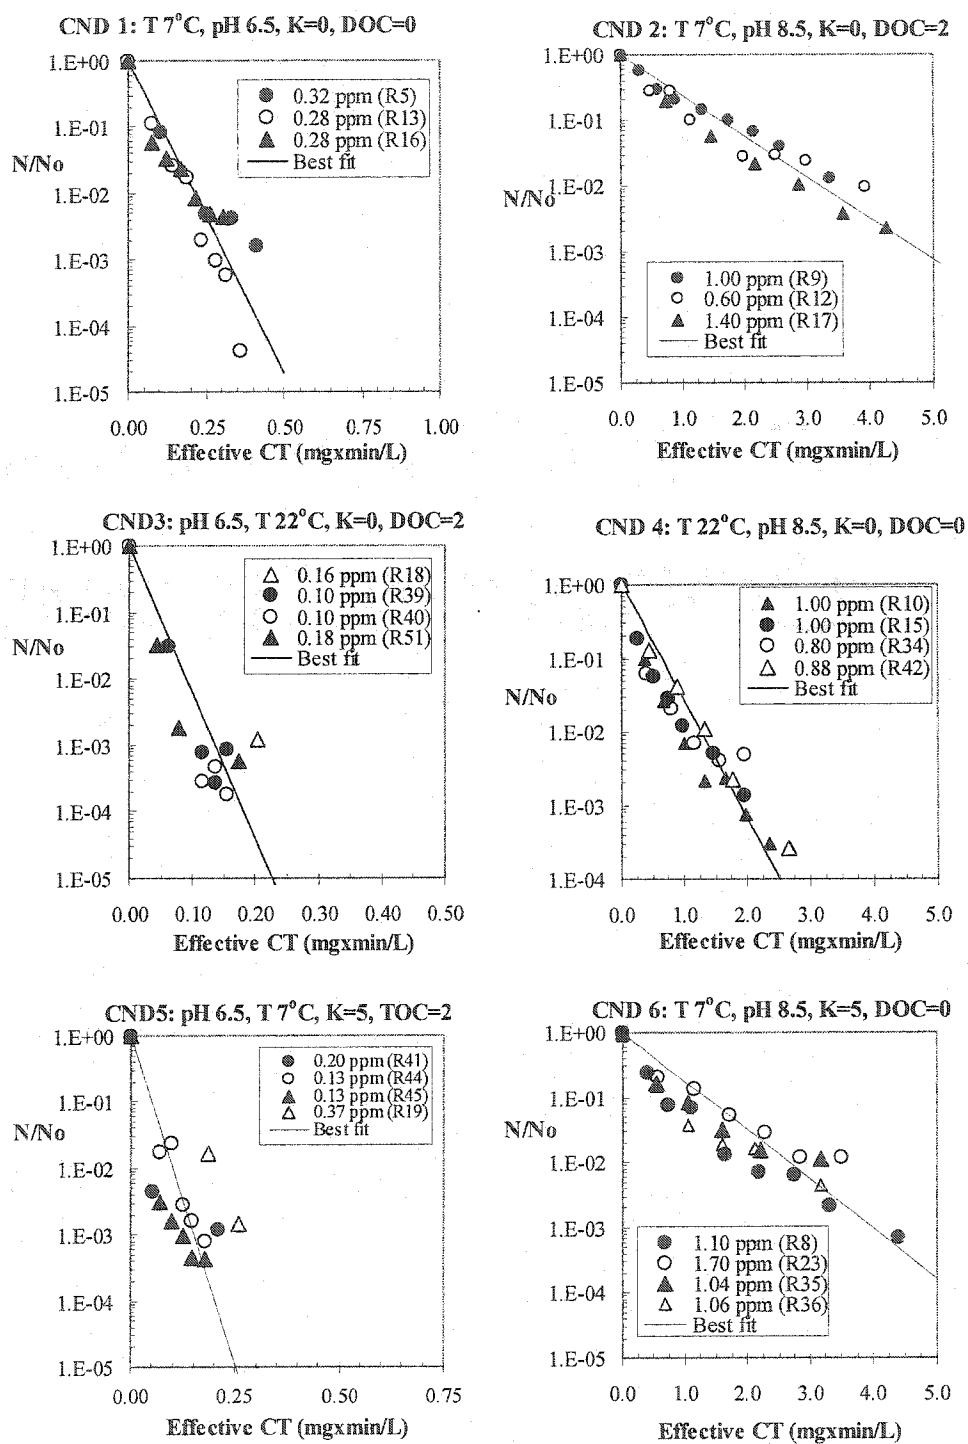 CND 1: T 7°C, pH 6.5, K=0, DOC=0
1.E+00
1.E-01
1.E-02
1.E-03
1.E-04
1.E-05
N/No
0.32 ppm (R5)
0.28 ppm (R13)
0.28 ppm (R16)
Best fit
0.00 0.25 0.50 0.75 1.00
Effective CT (mgxmin/L)
CND 2: T 7°C, pH 8.5, K=0, DOC=2
1.E+00
1.E-01
1.E-02
1.E-03
1.E-04
1.E-05
N/No
1.00 ppm (R9)
0.60 ppm (R12)
1.40 ppm (R17)
Best fit
0.0 1.0 2.0 3.0 4.0 5.0
Effective CT (mgxmin/L)
CND3: pH 6.5, T 22°C, K=0, DOC=2
1.E+00
1.E-01
1.E-02
1.E-03
1.E-04
1.E-05
N/No
0.16 ppm (R18)
0.10 ppm (R39)
0.10 ppm (R40)
0.18 ppm (R51)
Best fit
0.00 0.10 0.20 0.30 0.40 0.50
Effective CT (mgxmin/L)
CND 4: T 22°C, pH 8.5, K=0, DOC=0
1.E+00
1.E-01
1.E-02
1.E-03
1.E-04
N/No
1.00 ppm (R10)
1.00 ppm (R15)
0.80 ppm (R34)
0.88 ppm (R42)
Best fit
0.0 1.0 2.0 3.0 4.0 5.0
Effective CT (mgxmin/L)
CND5: pH 6.5, T 7°C, K=5, TOC=2
1.E+00
1.E-01
1.E-02
1.E-03
1.E-04
1.E-05
N/No
0.20 ppm (R41)
0.13 ppm (R44)
0.13 ppm (R45)
0.37 ppm (R19)
Best fit
0.00 0.25 0.50 0.75
Effective CT (mgxmin/L)
CND 6: T 7°C, pH 8.5, K=5, DOC=0
1.E+00
1.E-01
1.E-02
1.E-03
1.E-04
1.E-05
N/No
1.10 ppm (R8)
1.70 ppm (R23)
1.04 ppm (R35)
1.06 ppm (R36)
Best fit
0.0 1.0 2.0 3.0 4.0 5.0
Effective CT (mgxmin/L)